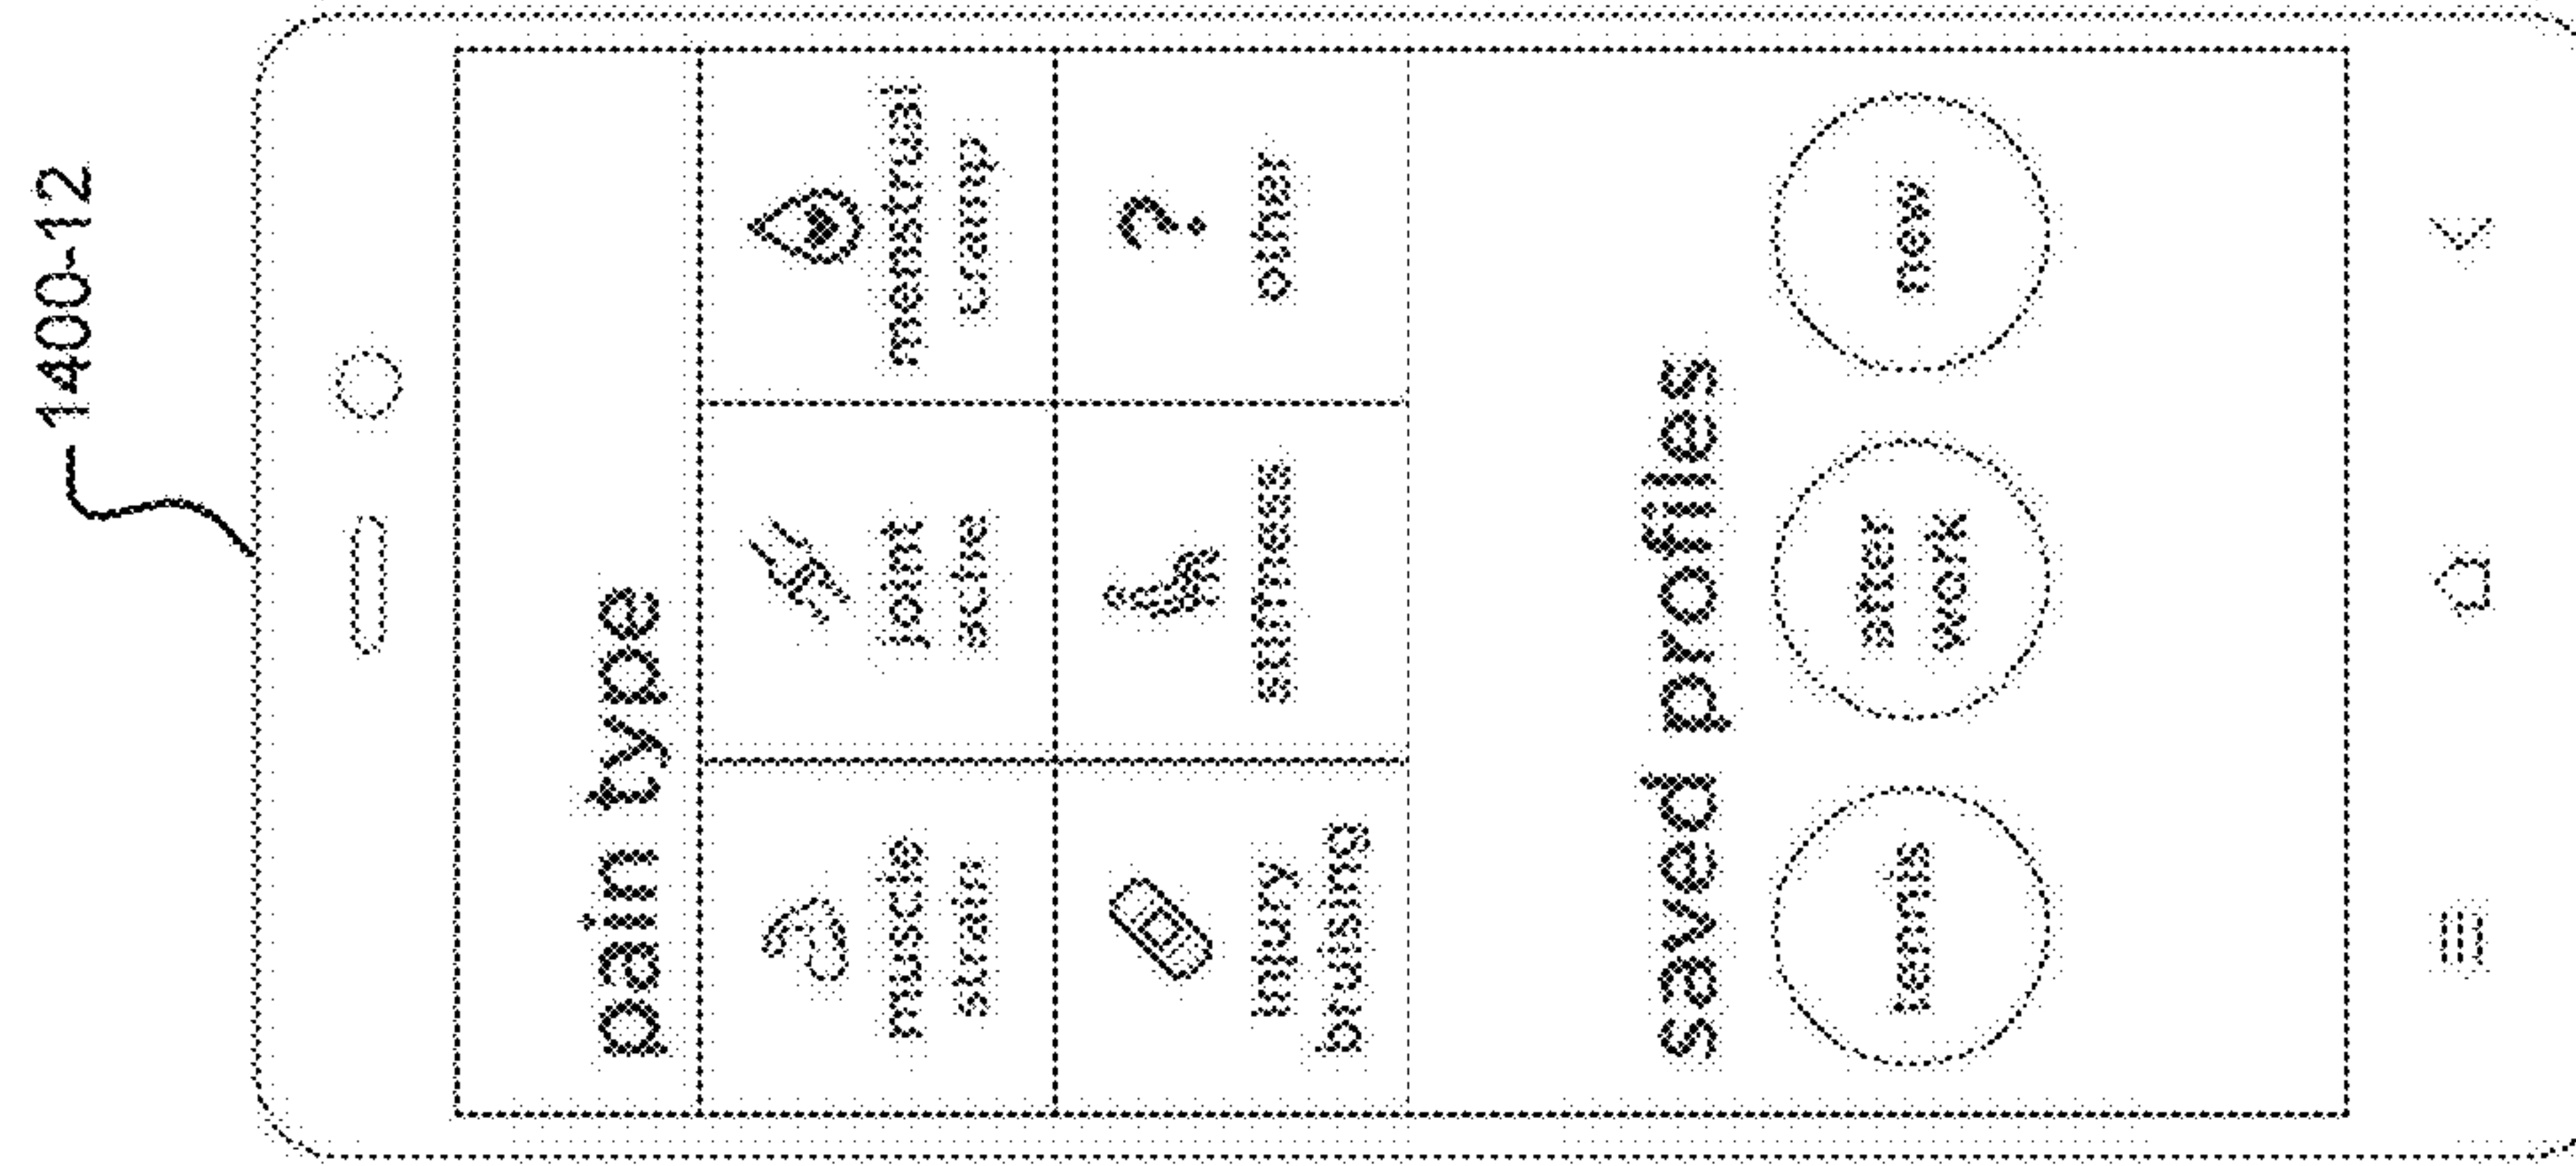 1400-12
pain type
muscle
strain
joint
ache
menstrual
cramp
injury
bruising
stiffness
other
?
saved profiles
tennis
after
work
new